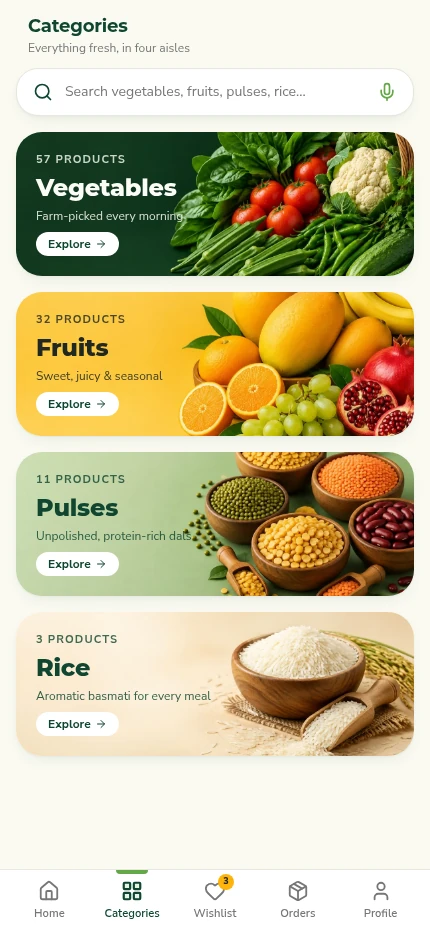 Categories
Everything fresh, in four aisles
Search vegetables, fruits, pulses, rice...
57 PRODUCTS
Vegetables
Farm-picked every morning
Explore →
32 PRODUCTS
Fruits
Sweet, juicy & seasonal
Explore →
11 PRODUCTS
Pulses
Unpolished, protein-rich dals
Explore →
3 PRODUCTS
Rice
Aromatic basmati for every meal
Explore →
3
Home Categories Wishlist Orders Profile